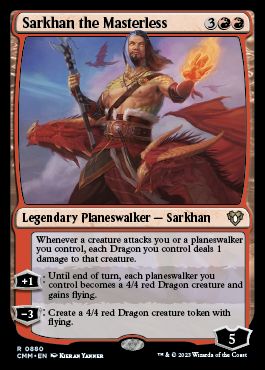 Sarkhan the Masterless 3
Legendary Planeswalker — Sarkhan
Whenever a creature attacks you or a planeswalker
you control, each Dragon you control deals 1
damage to that creature.
+1 : Until end of turn, each planeswalker you
control becomes a 4/4 red Dragon creature and
gains flying.
−3 : Create a 4/4 red Dragon creature token with
flying.
5
R 0860
CMM • EN KIERAN YANNER ™ & © 2023 Wizards of the Coast